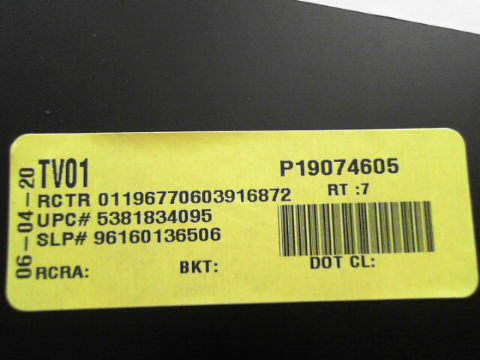 06-04-20
TV01 P19074605
RCTR 01196770603916872 RT :7
UPC# 5381834095
SLP# 96160136506
RCRA: BKT: DOT CL: